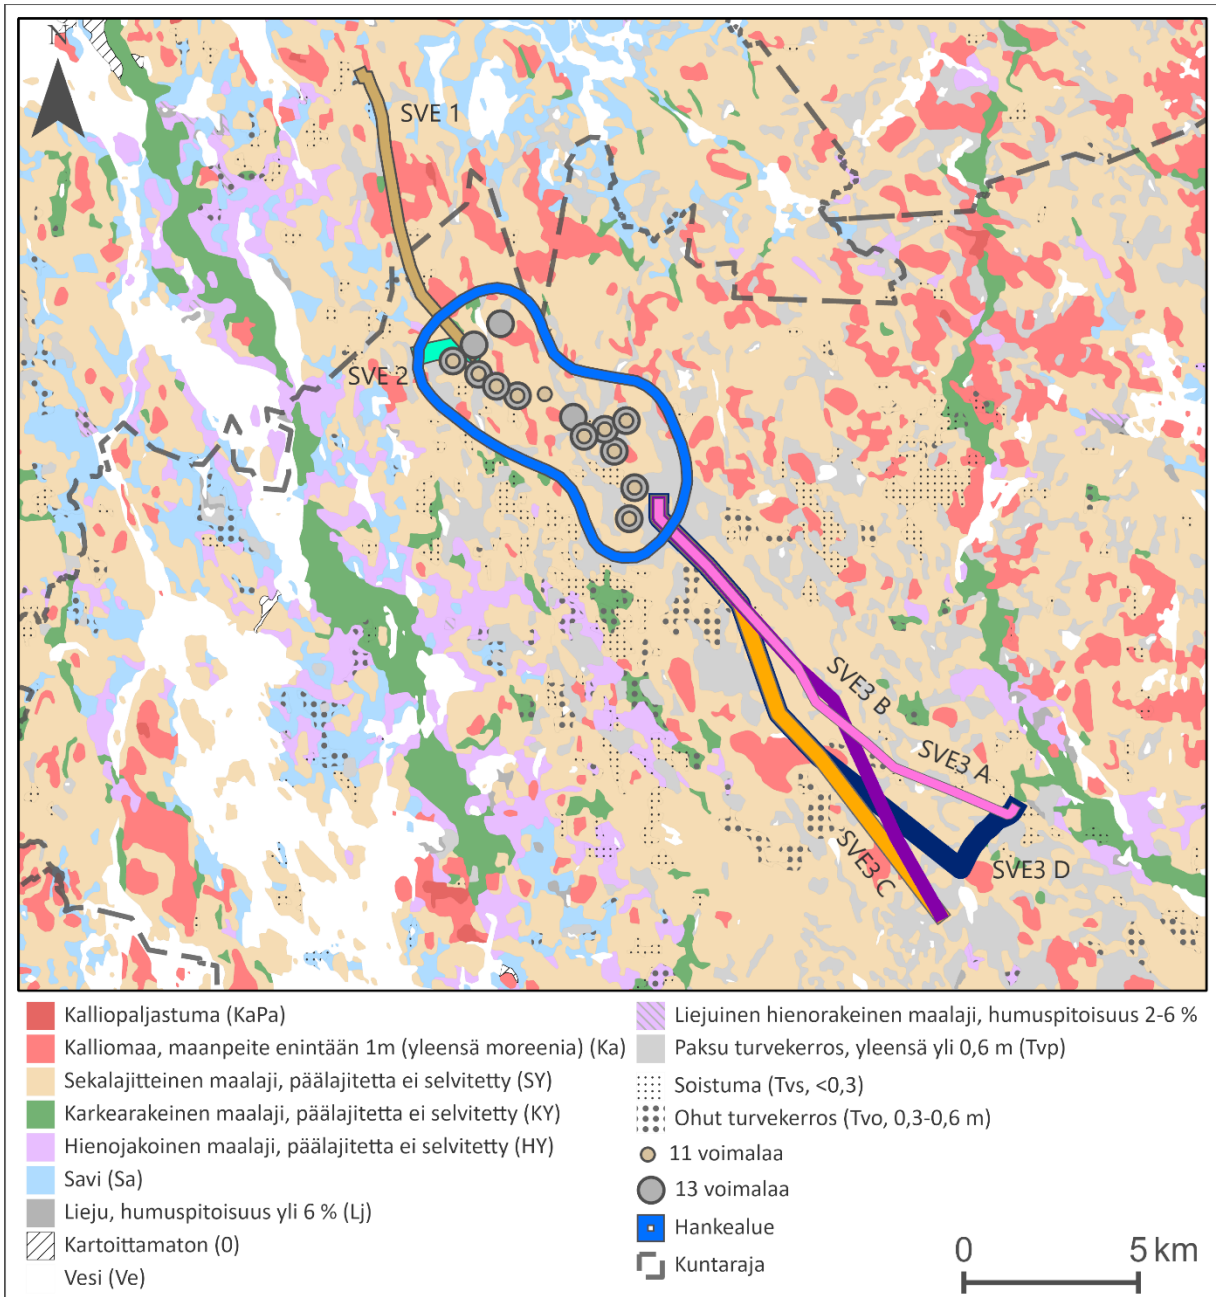 N
SVE 1
SVE 2
SVE3 B
SVE3 A
SVE3 C
SVE3 D
Kalliopaljastuma (KaPa)
Kalliomaa, maanpeite enintään 1m (yleensä moreenia) (Ka)
Sekalajitteinen maalaji, päälajitetta ei selvitetty (SY)
Karkearakeinen maalaji, päälajitetta ei selvitetty (KY)
Hienojakoinen maalaji, päälajitetta ei selvitetty (HY)
Savi (Sa)
Lieju, humuspitoisuus yli 6 % (Lj)
Kartoittamaton (0)
Vesi (Ve)
Liejuinen hienorakeinen maalaji, humuspitoisuus 2-6 %
Paksu turvekerros, yleensä yli 0,6 m (Tvp)
Soistuma (Tvs, <0,3)
Ohut turvekerros (Tvo, 0,3-0,6 m)
11 voimalaa
13 voimalaa
Hankealue
Kuntaraja
0 5 km